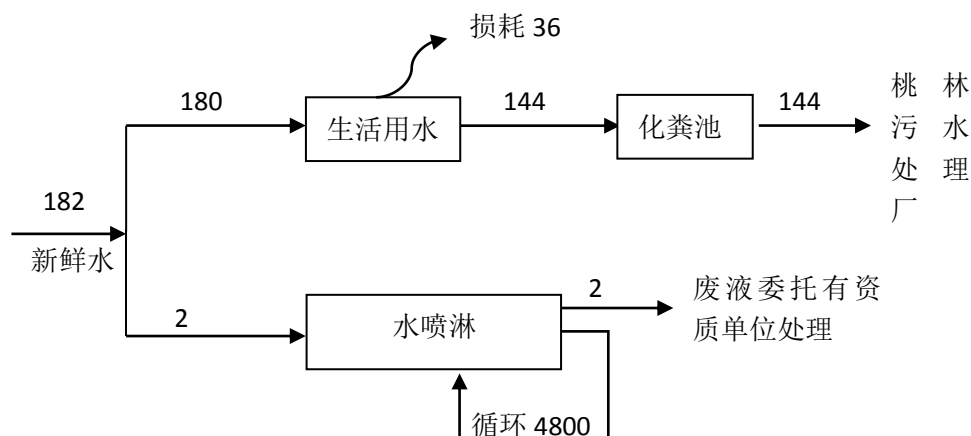 损耗 36
180
生活用水
144
化粪池
144
桃 林
污 水
处 理
厂
182
新鲜水
2
水喷淋
2
废液委托有资
质单位处理
循环 4800